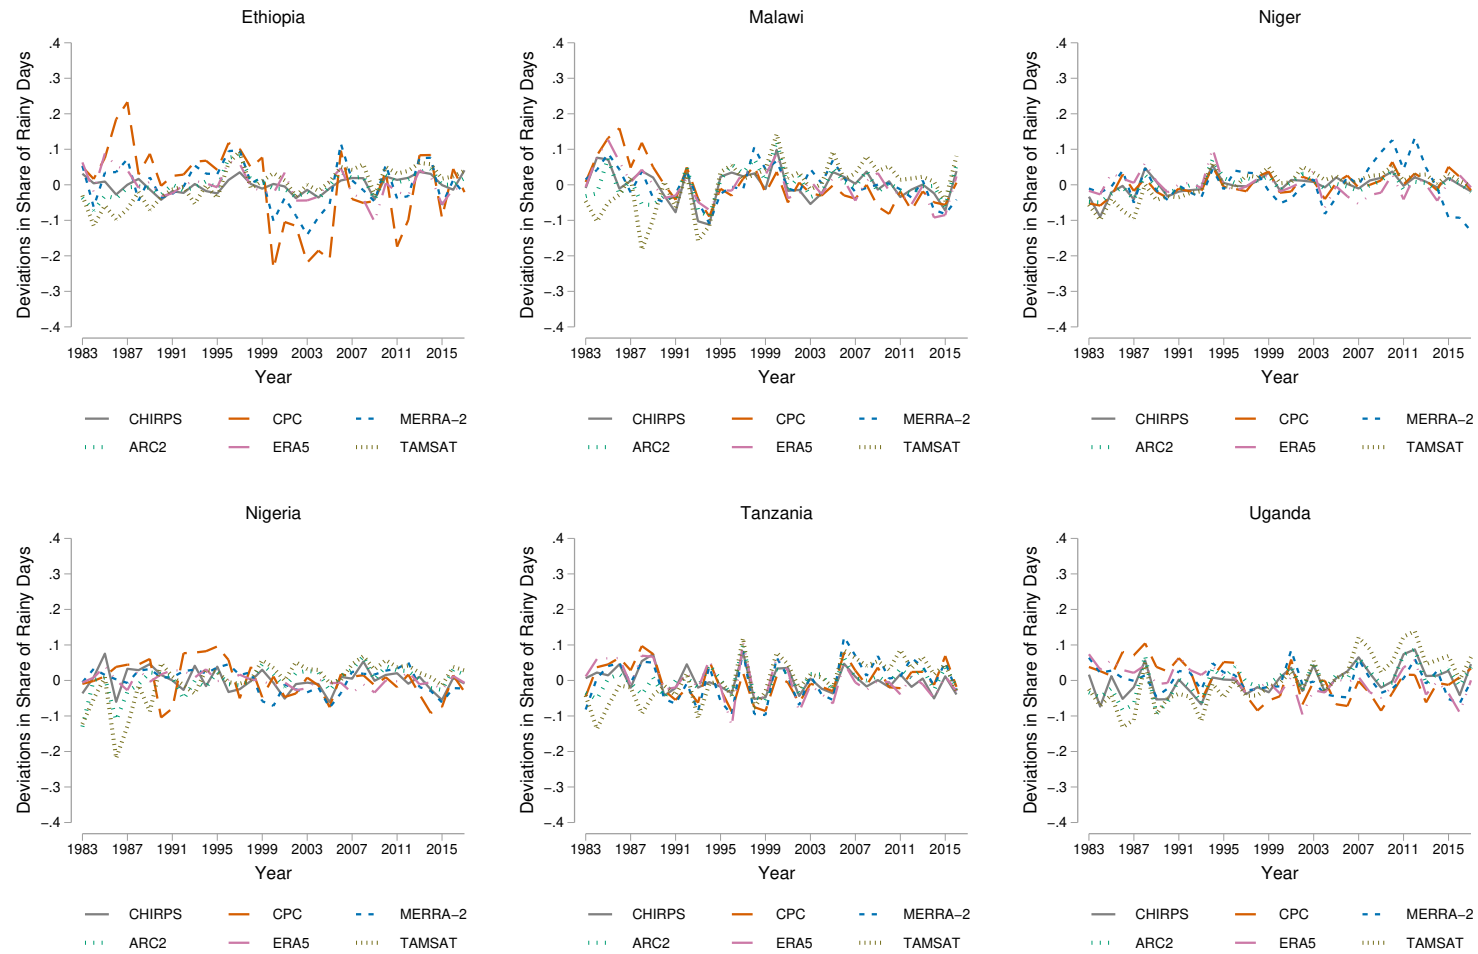 Ethiopia
Deviations in Share of Rainy Days
.4
.3
.2
.1
0
−.1
−.2
−.3
−.4
1983 1987 1991 1995 1999 2003 2007 2011 2015
Year
CHIRPS CPC MERRA−2
ARC2 ERA5 TAMSAT
Malawi
Deviations in Share of Rainy Days
.4
.3
.2
.1
0
−.1
−.2
−.3
−.4
1983 1987 1991 1995 1999 2003 2007 2011 2015
Year
CHIRPS CPC MERRA−2
ARC2 ERA5 TAMSAT
Niger
Deviations in Share of Rainy Days
.4
.3
.2
.1
0
−.1
−.2
−.3
−.4
1983 1987 1991 1995 1999 2003 2007 2011 2015
Year
CHIRPS CPC MERRA−2
ARC2 ERA5 TAMSAT
Nigeria
Deviations in Share of Rainy Days
.4
.3
.2
.1
0
−.1
−.2
−.3
−.4
1983 1987 1991 1995 1999 2003 2007 2011 2015
Year
CHIRPS CPC MERRA−2
ARC2 ERA5 TAMSAT
Tanzania
Deviations in Share of Rainy Days
.4
.3
.2
.1
0
−.1
−.2
−.3
−.4
1983 1987 1991 1995 1999 2003 2007 2011 2015
Year
CHIRPS CPC MERRA−2
ARC2 ERA5 TAMSAT
Uganda
Deviations in Share of Rainy Days
.4
.3
.2
.1
0
−.1
−.2
−.3
−.4
1983 1987 1991 1995 1999 2003 2007 2011 2015
Year
CHIRPS CPC MERRA−2
ARC2 ERA5 TAMSAT